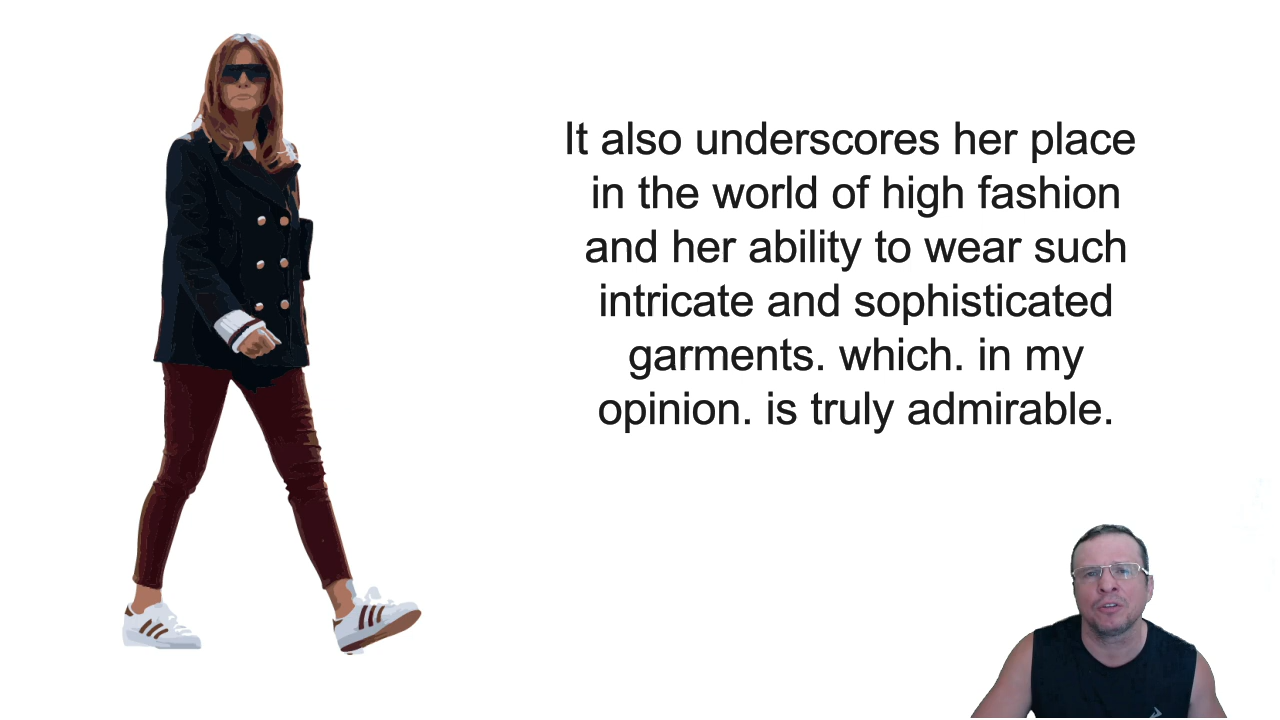 It also underscores her place
in the world of high fashion
and her ability to wear such
intricate and sophisticated
garments. which. in my
opinion. is truly admirable.